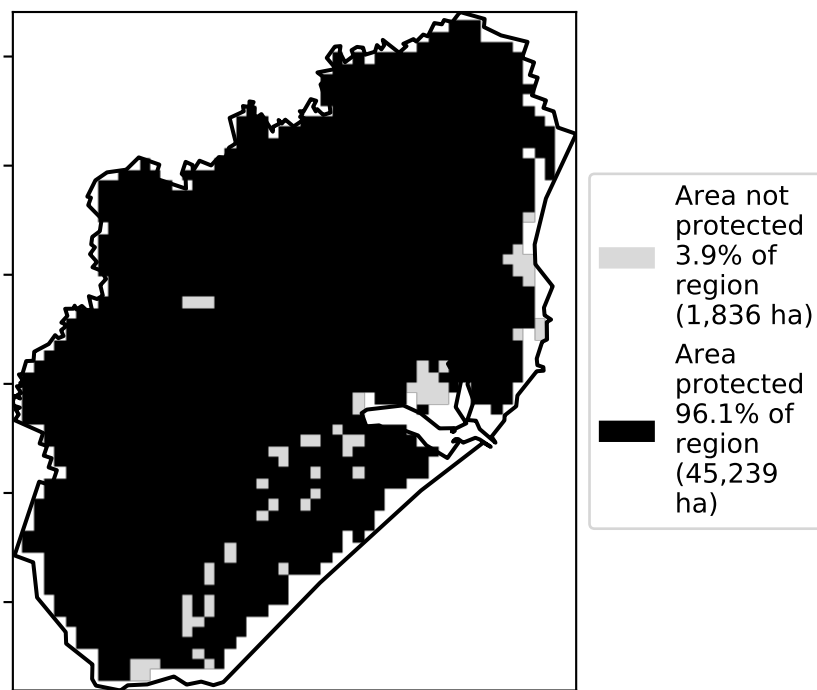 Area not
protected
3.9% of
region
(1,836 ha)
Area
protected
96.1% of
region
(45,239
ha)